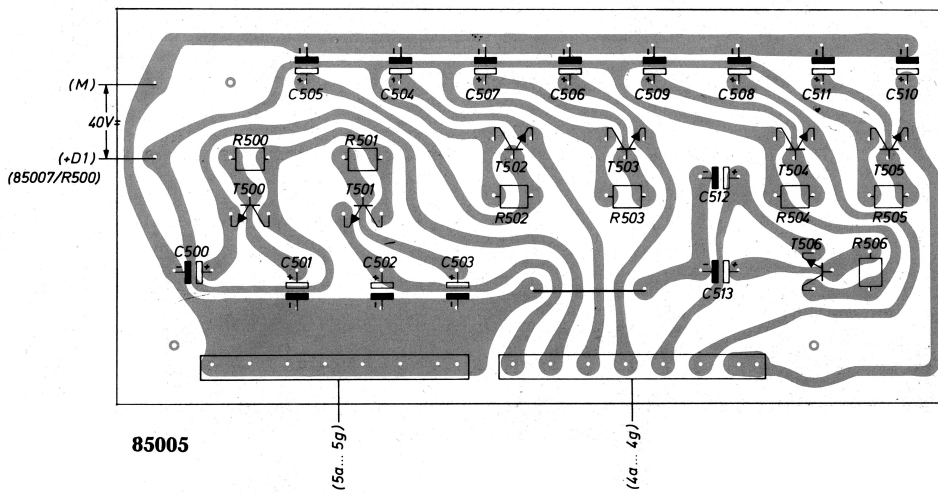 (M)
40V=
(+D1)
(85007/R500)
C505
C504
C507
C506
C509
C508
C511
C510
R500
R501
T502
T503
T504
T505
T500
T501
R502
R503
C512
R504
R505
C500
C501
C502
C503
T506
R506
C513
85005
(5a... 5g)
(4a... 4g)